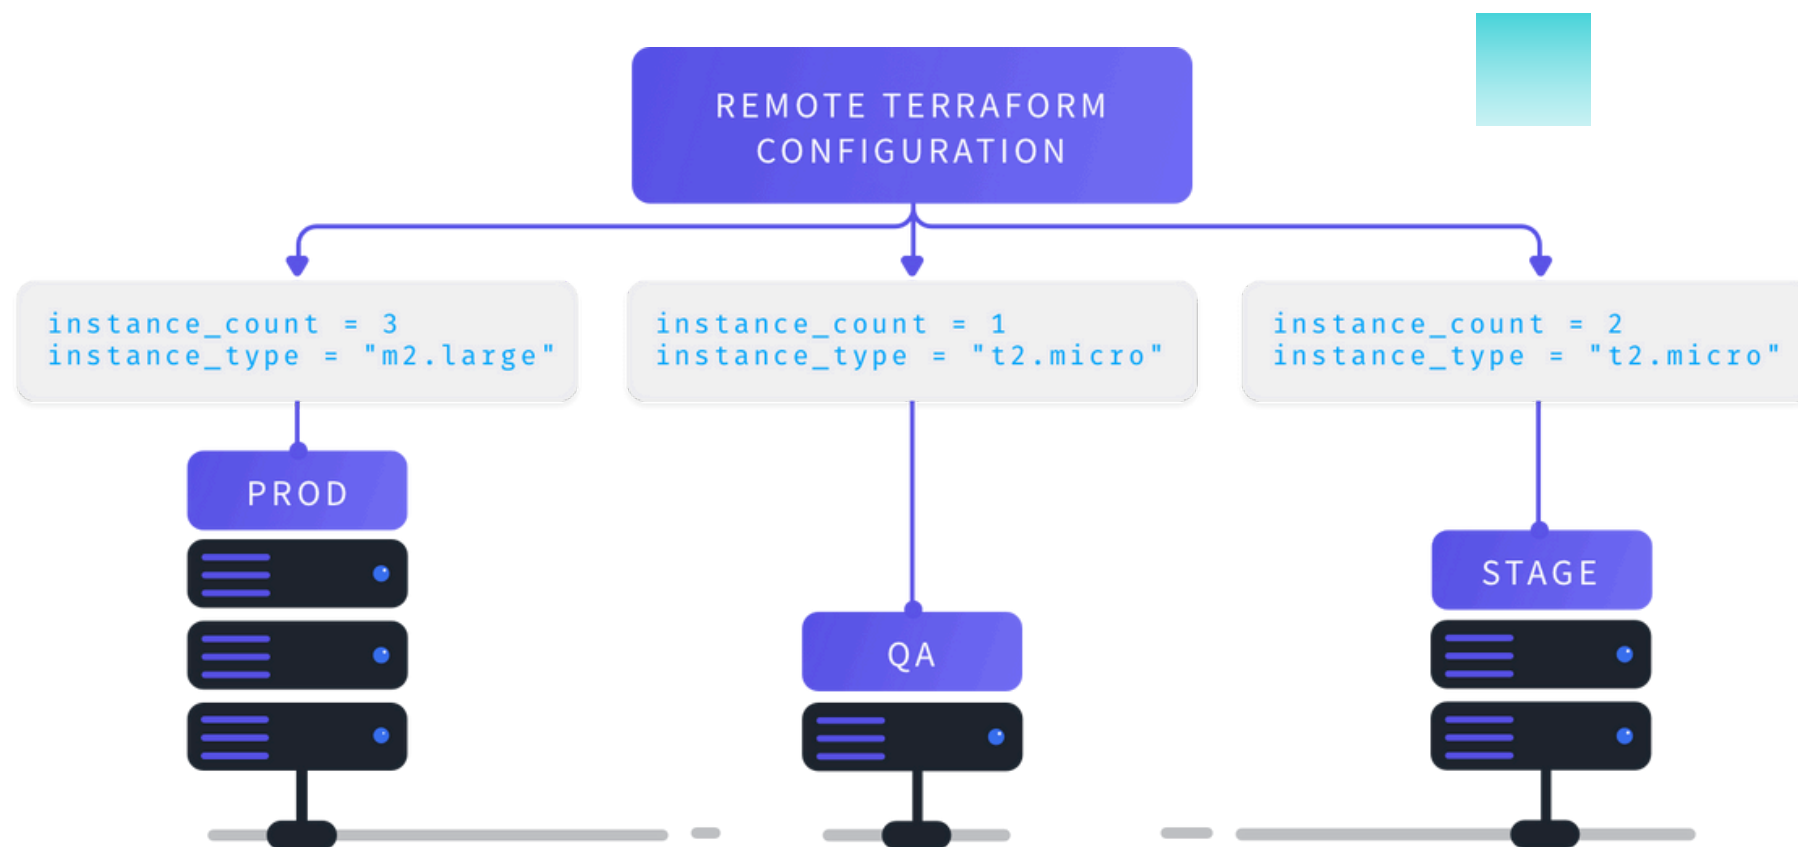 REMOTE TERRAFORM
CONFIGURATION
instance_count = 3
instance_type = "m2.large"
instance_count = 1
instance_type = "t2.micro"
instance_count = 2
instance_type = "t2.micro"
PROD
QA
STAGE